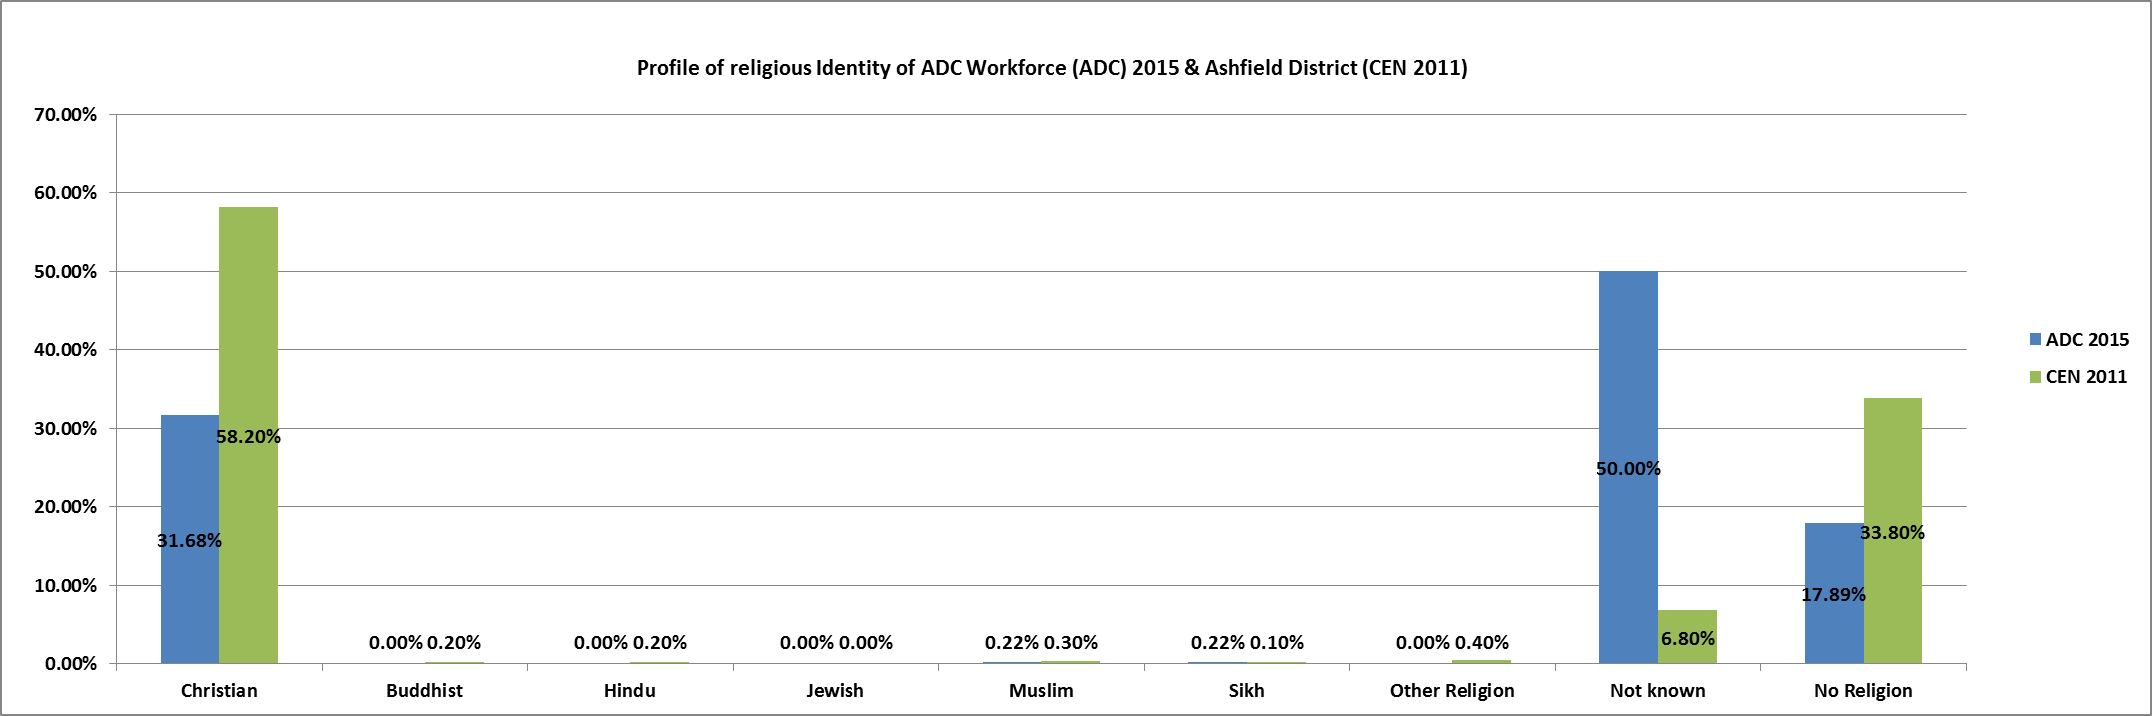 Profile of religious Identity of ADC Workforce (ADC) 2015 & Ashfield District (CEN 2011)
70.00%
60.00%
50.00%
40.00%
30.00%
20.00%
10.00%
0.00%
31.68%
58.20%
0.00% 0.20%
0.00% 0.20%
0.00% 0.00%
0.22% 0.30%
0.22% 0.10%
0.00% 0.40%
50.00%
6.80%
17.89%
33.80%
Christian
Buddhist
Hindu
Jewish
Muslim
Sikh
Other Religion
Not known
No Religion
ADC 2015
CEN 2011